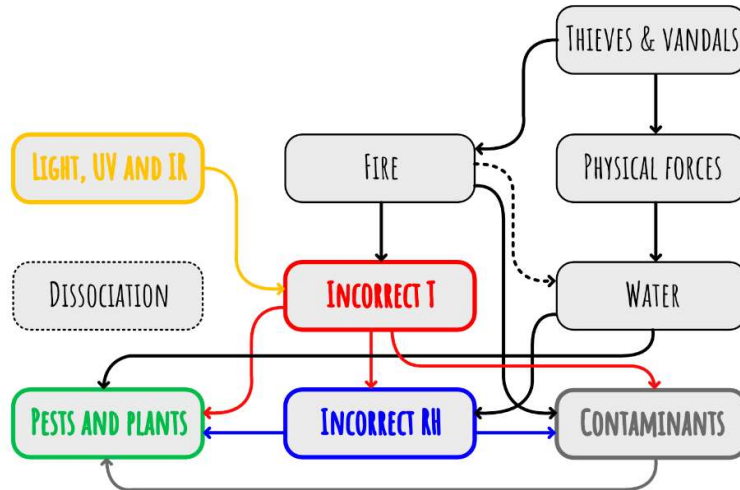 Thieves & vandals
Light, UV and IR
Fire
Physical forces
Dissociation
Incorrect T
Water
Pests and plants
Incorrect RH
Contaminants